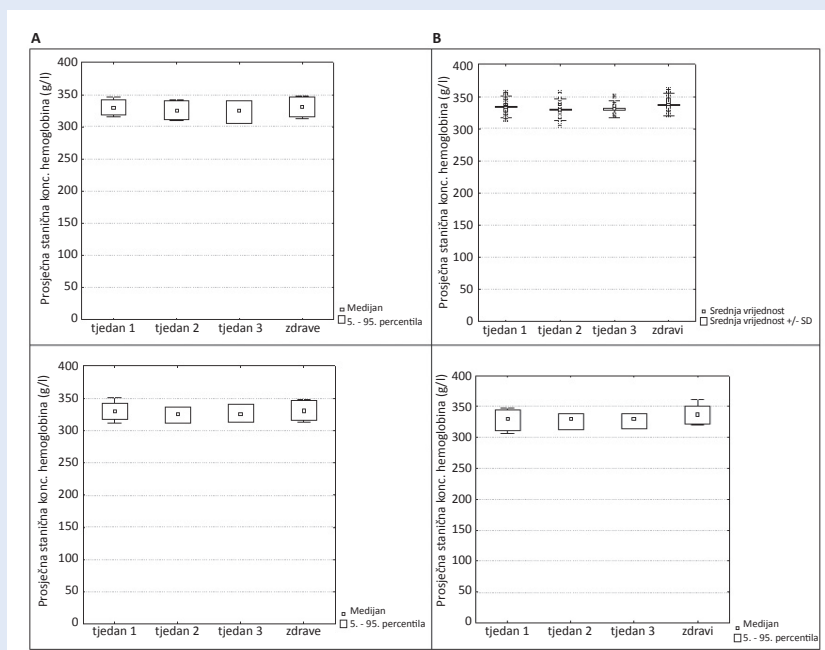 A
Prosječna stanična konc. hemoglobina (g/l)
400
350
300
250
200
150
100
50
0
tjedan 1 tjedan 2 tjedan 3 zdrave
Medijan
5. - 95. percentila
B
Prosječna stanična konc. hemoglobina (g/l)
400
350
300
250
200
150
100
50
0
tjedan 1 tjedan 2 tjedan 3 zdravi
Srednja vrijednost
Srednja vrijednost +/- SD
Prosječna stanična konc. hemoglobina (g/l)
400
350
300
250
200
150
100
50
0
tjedan 1 tjedan 2 tjedan 3 zdrave
Medijan
5. - 95. percentila
Prosječna stanična konc. hemoglobina (g/l)
400
350
300
250
200
150
100
50
0
tjedan 1 tjedan 2 tjedan 3 zdravi
Medijan
5. - 95. percentila